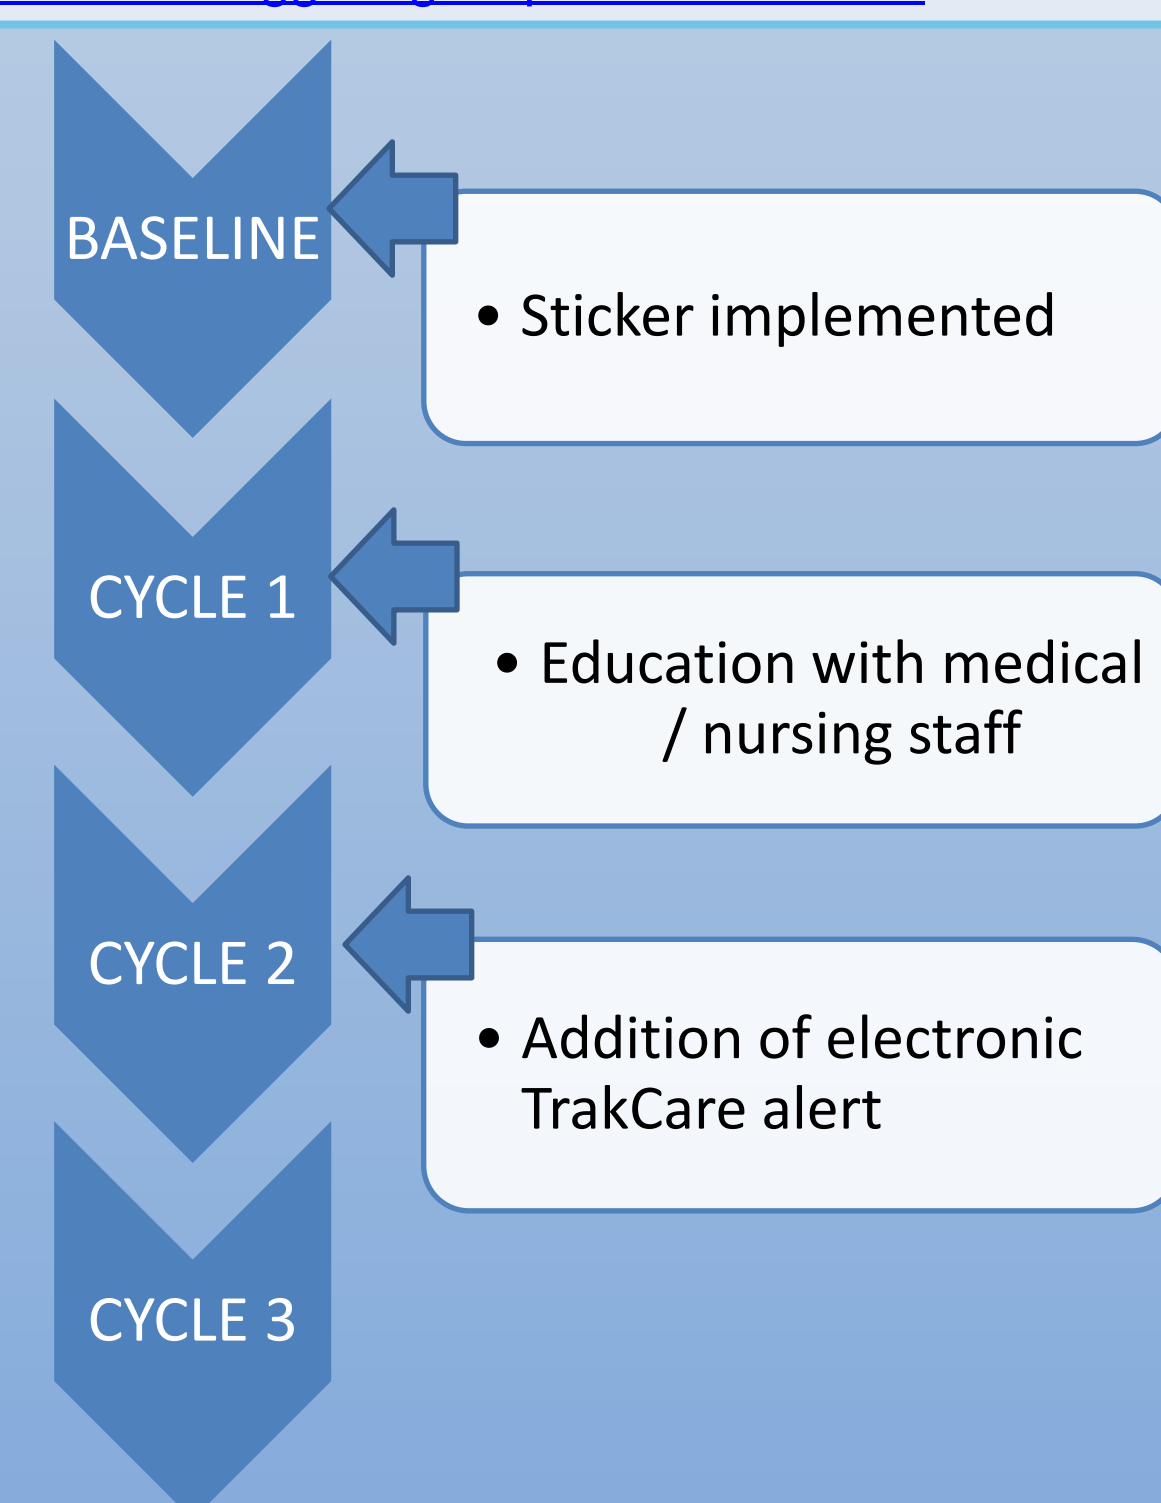 BASELINE
• Sticker implemented
CYCLE 1
• Education with medical
/ nursing staff
CYCLE 2
• Addition of electronic
TrakCare alert
CYCLE 3